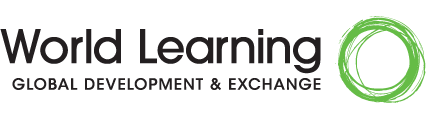 World Learning
GLOBAL DEVELOPMENT & EXCHANGE